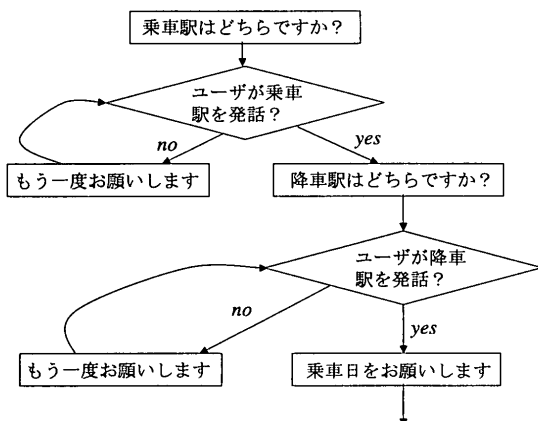 乗車駅はどちらですか?
ユーザが乗車
駅を発話?
no
yes
もう一度お願いします
降車駅はどちらですか?
ユーザが降車
駅を発話?
no
yes
もう一度お願いします
乗車日をお願いします